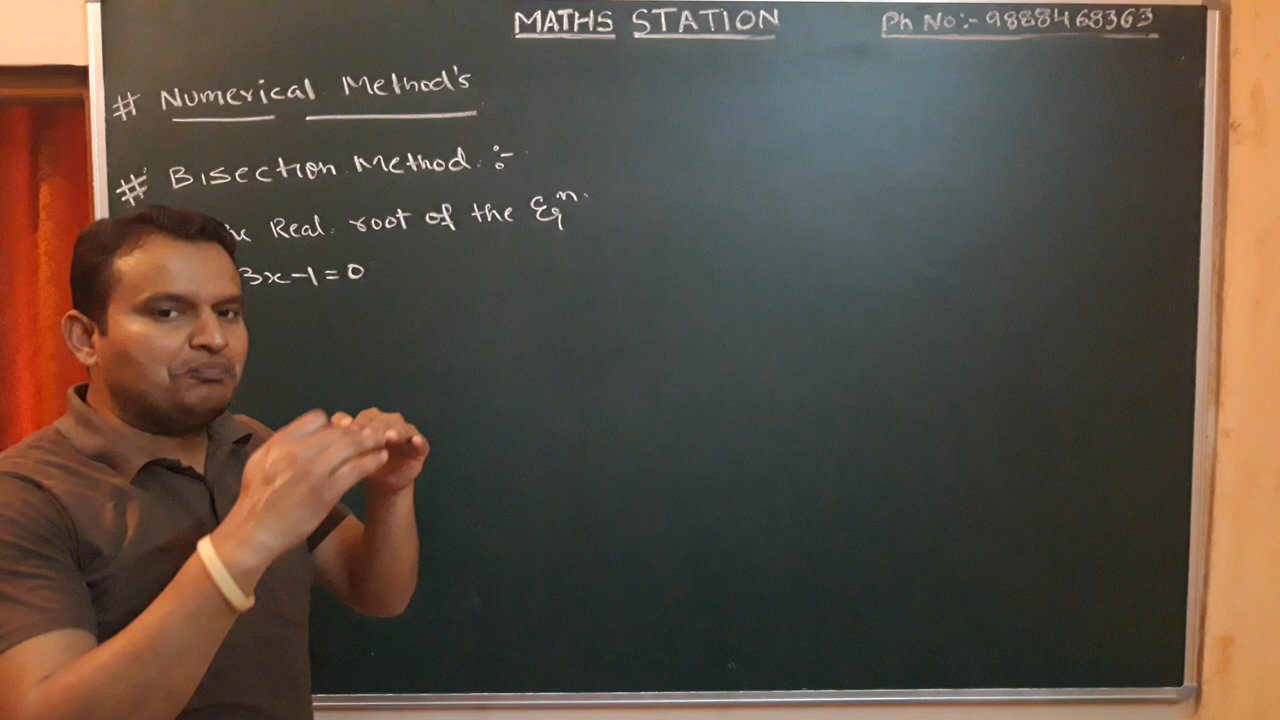 MATHS STATION
Ph No:- 9888468363
# Numerical Method's
# Bisection Method :-
Real root of the Eqn.
3x-1=0